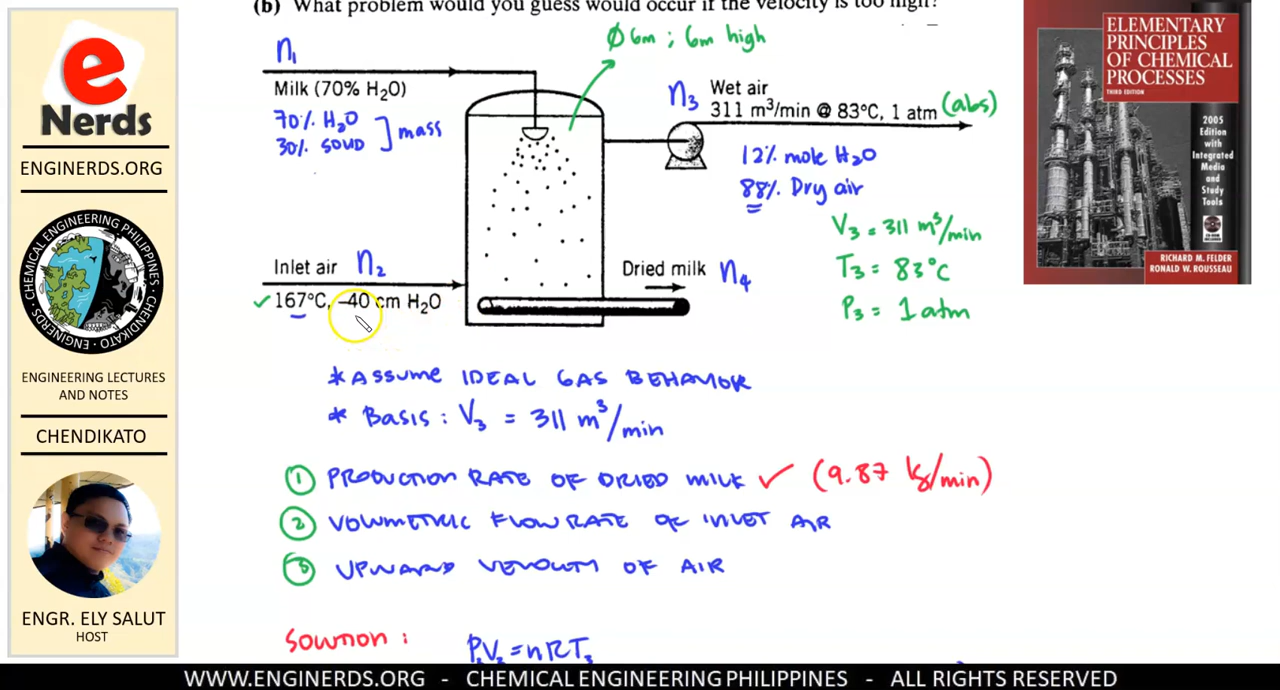 (b) What problem would you guess would occur if the velocity is too high?
Ø 6m ; 6m high
n1
Milk (70% H2O)
70% H2O
30% SOLID
] mass
n3
Wet air
311 m³/min @ 83°C, 1 atm (abs)
12% mole H2O
88% Dry air
V3 = 311 m³/min
T3 = 83°C
P3 = 1 atm
Inlet air n2
✓ 167°C, –40 cm H2O
Dried milk n4
* ASSUME IDEAL GAS BEHAVIOR
* Basis : V3 = 311 m³/min
① PRODUCTION RATE OF DRIED MILK ✓ (9.87 kg/min)
② VOLUMETRIC FLOW RATE OF INLET AIR
③ UPWARD VELOCITY OF AIR
SOLUTION :
e
Nerds
ENGINERDS.ORG
CHEMICAL ENGINEERING PHILIPPINES
ENGINERDS
CHENDIKATO
ENGINEERING LECTURES
AND NOTES
CHENDIKATO
ENGR. ELY SALUT
HOST
ELEMENTARY
PRINCIPLES
OF CHEMICAL
PROCESSES
THIRD EDITION
2005
Edition
with
Integrated
Media
and
Study
Tools
RICHARD M. FELDER
RONALD W. ROUSSEAU
WWW.ENGINERDS.ORG - CHEMICAL ENGINEERING PHILIPPINES - ALL RIGHTS RESERVED